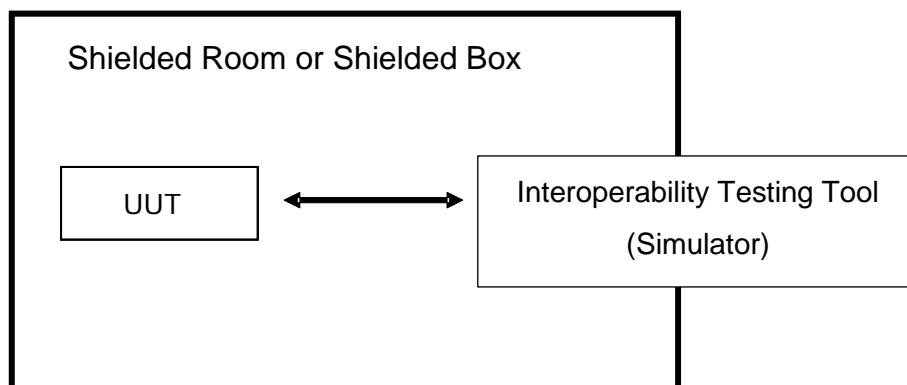 Shielded Room or Shielded Box
UUT
Interoperability Testing Tool
(Simulator)